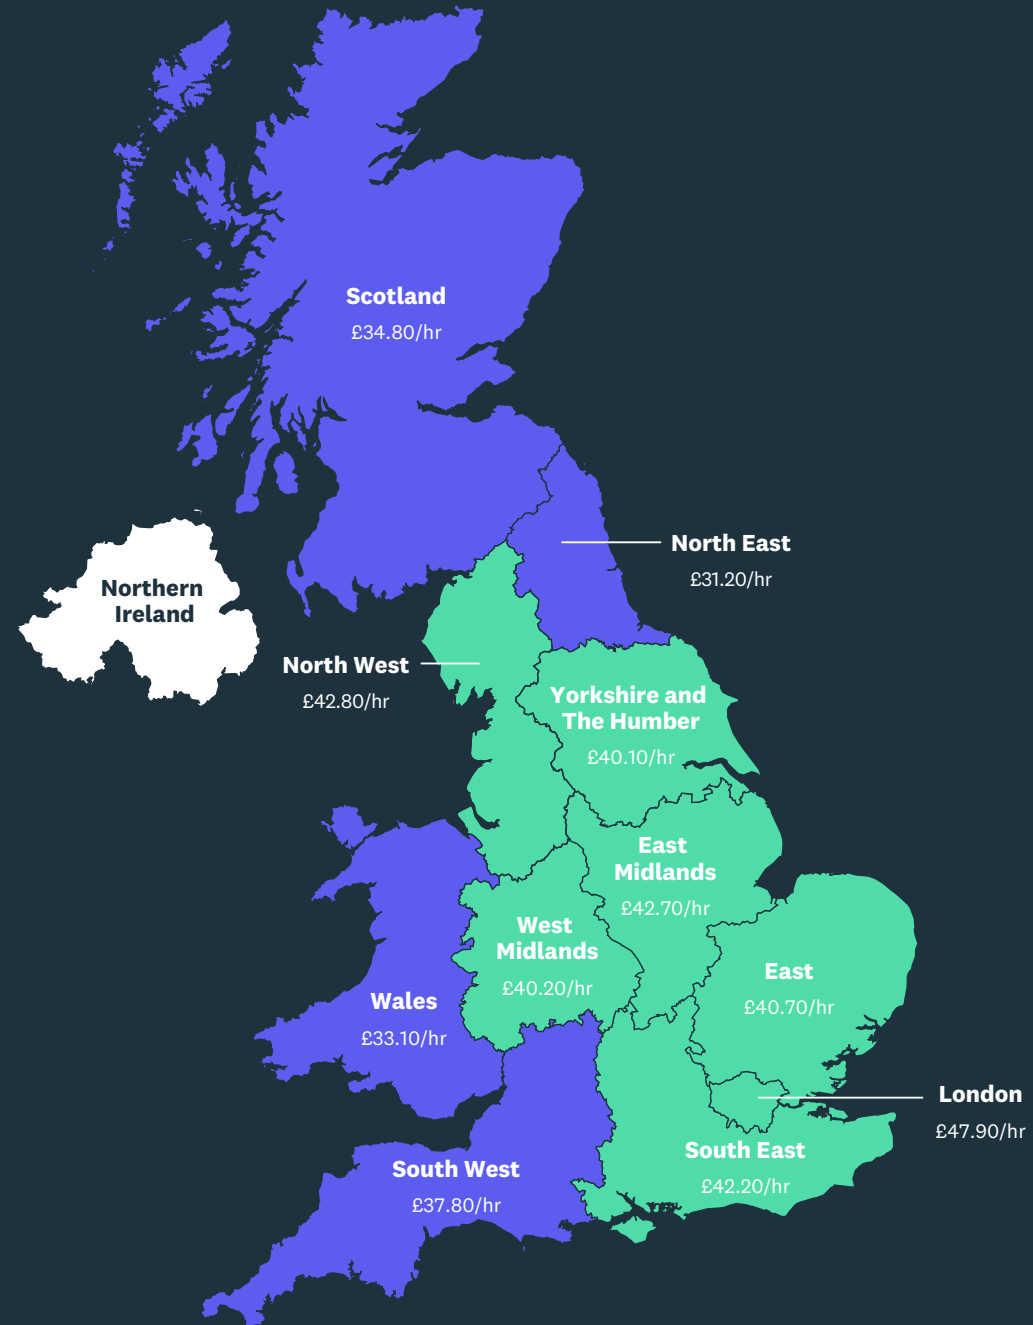 Scotland
£34.80/hr
North East
£31.20/hr
Northern
Ireland
North West
£42.80/hr
Yorkshire and
The Humber
£40.10/hr
East
Midlands
£42.70/hr
West
Midlands
£40.20/hr
East
£40.70/hr
Wales
£33.10/hr
London
£47.90/hr
South East
£42.20/hr
South West
£37.80/hr